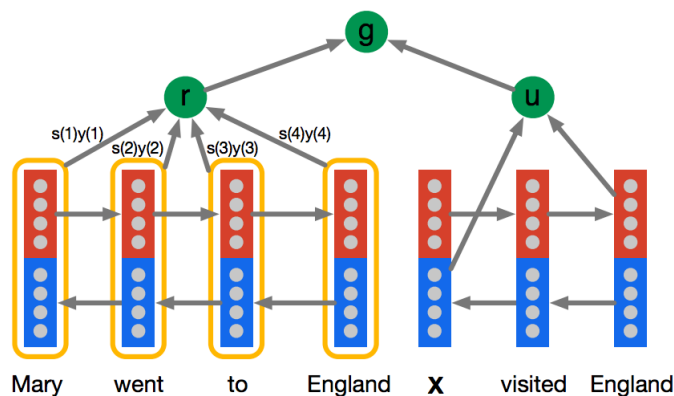 g
r
u
s(1)y(1)
s(2)y(2)
s(3)y(3)
s(4)y(4)
Mary went to England X visited England